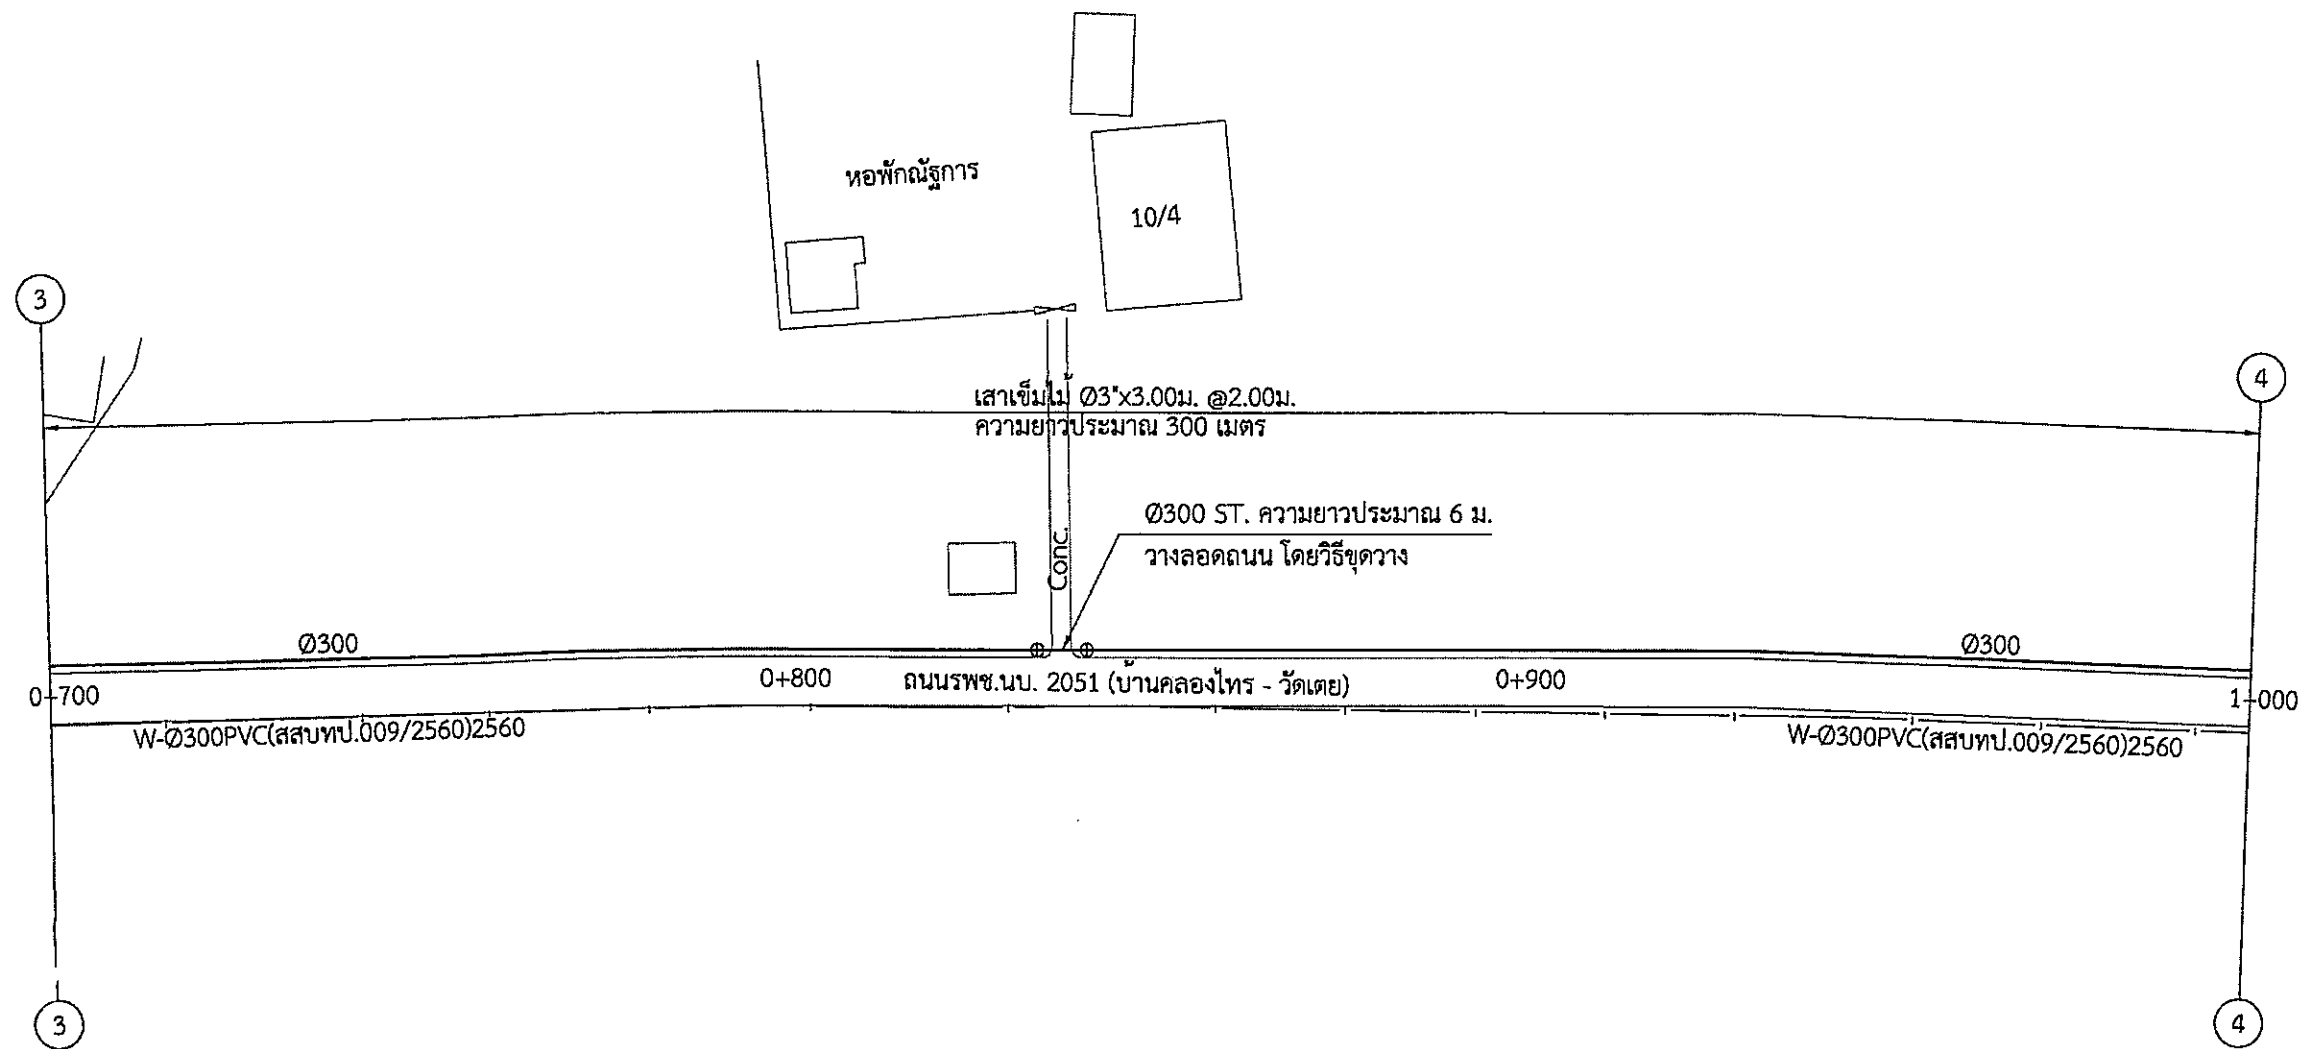 หอพักณัฐการ
10/4
3
4
เสาเข็มไม้ Ø3"x3.00ม. @2.00ม.
ความยาวประมาณ 300 เมตร
Ø300 ST. ความยาวประมาณ 6 ม.
วางลอดถนน โดยวิธีขุดวาง
Conc.
Ø300
Ø300
0+700
0+800
ถนนรพช.นบ. 2051 (บ้านคลองไทร - วัดเตย)
0+900
1+000
W-Ø300PVC(สสบทป.009/2560)2560
W-Ø300PVC(สสบทป.009/2560)2560
3
4